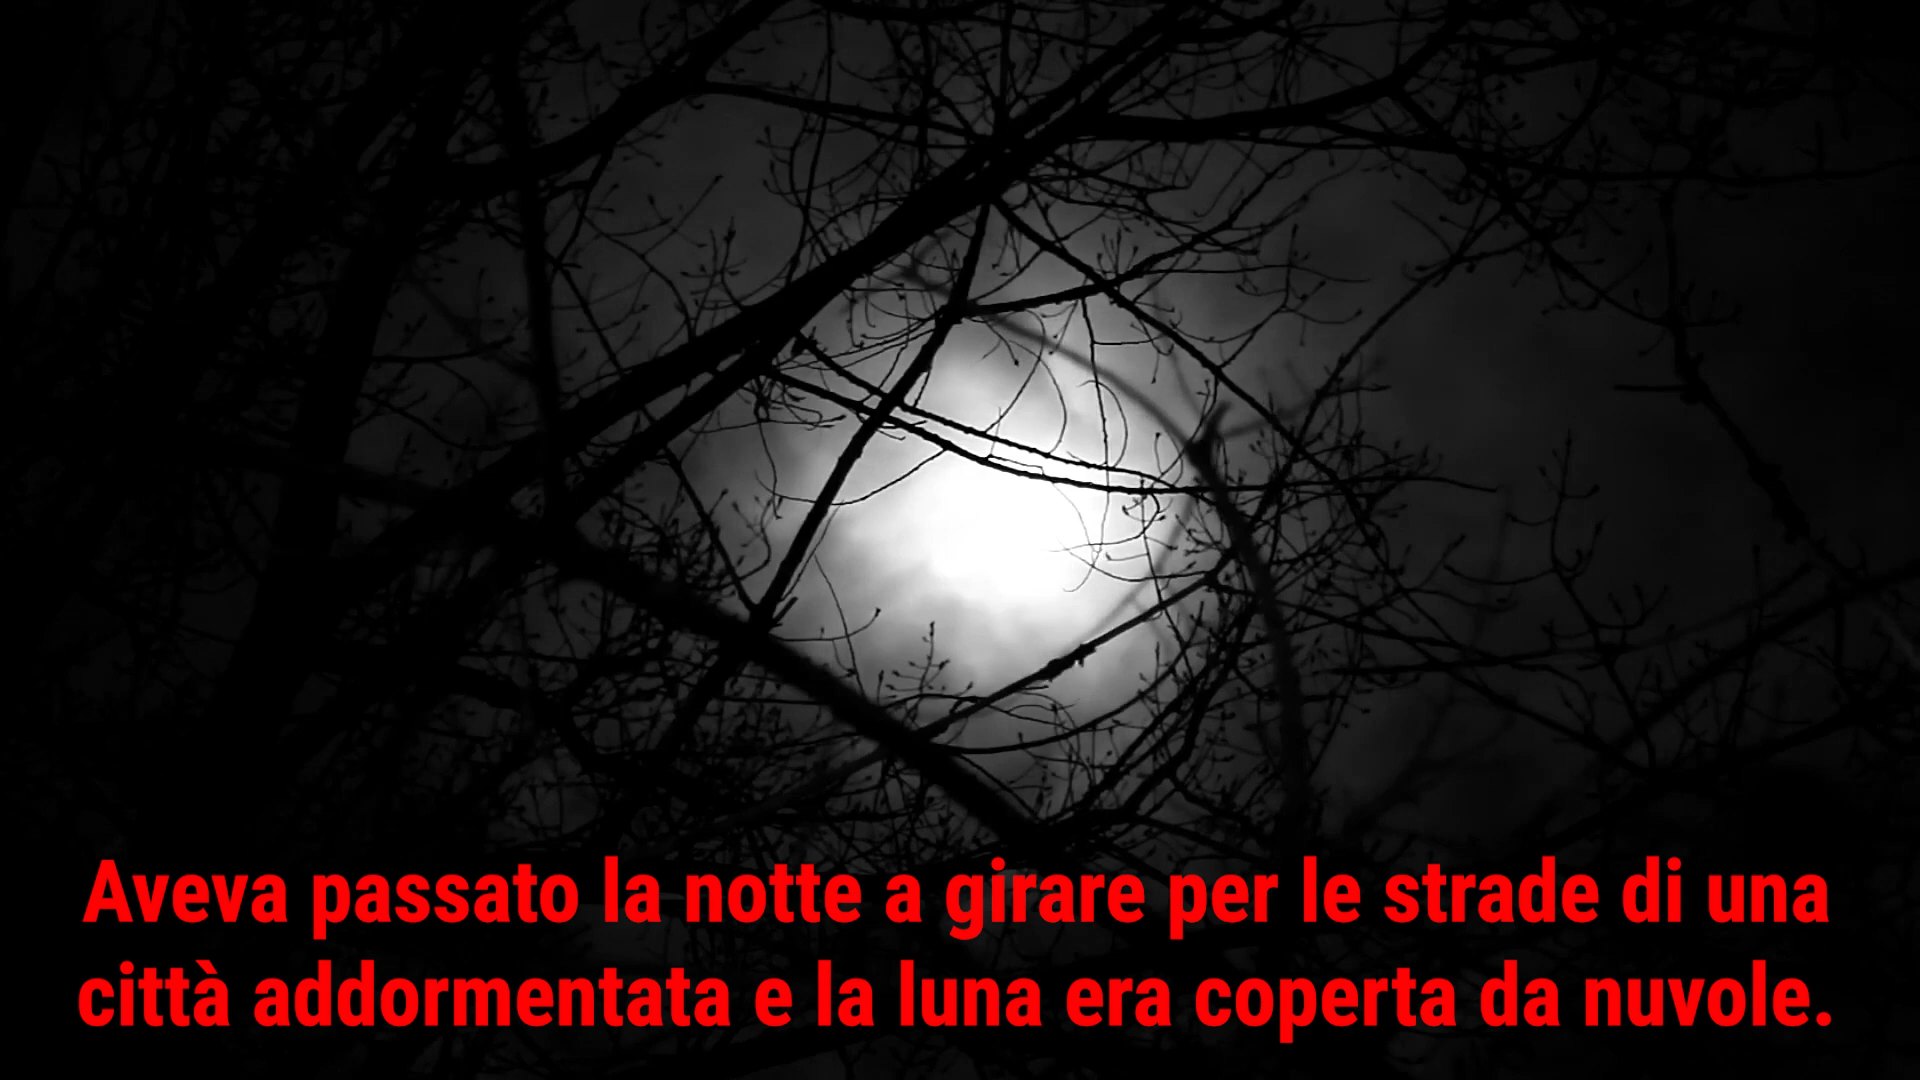 Aveva passato la notte a girare per le strade di una
città addormentata e la luna era coperta da nuvole.